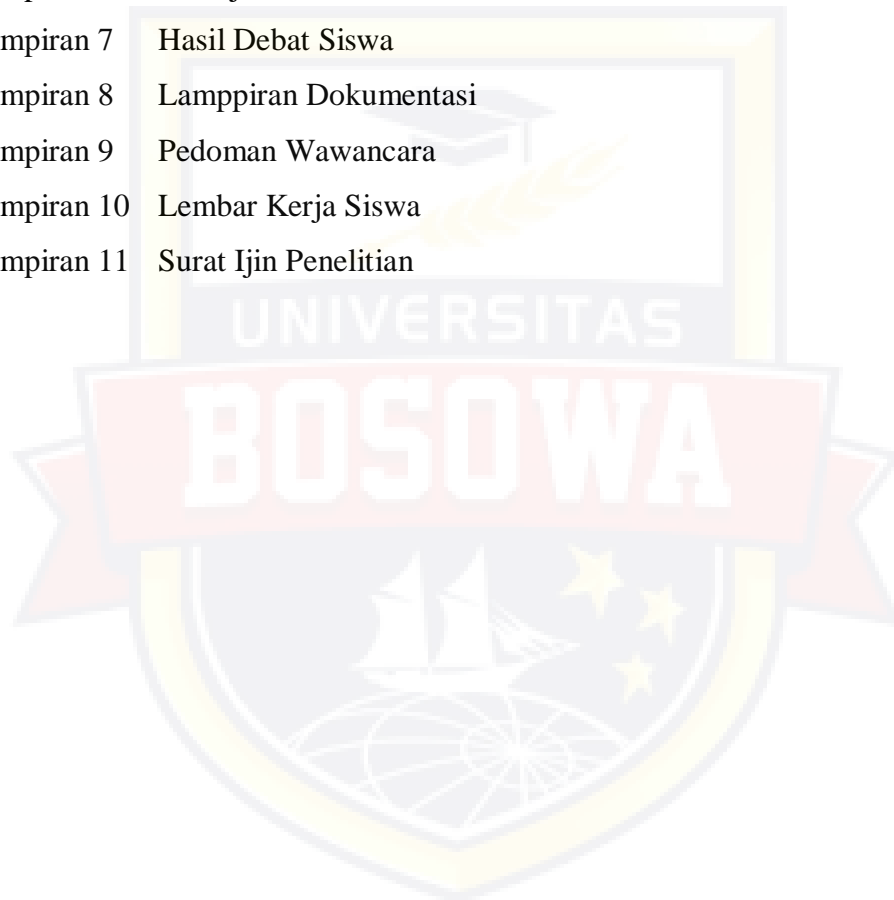 mpiran 7 Hasil Debat Siswa
mpiran 8 Lamppiran Dokumentasi
mpiran 9 Pedoman Wawancara
mpiran 10 Lembar Kerja Siswa
mpiran 11 Surat Ijin Penelitian
UNIVERSITAS
BOSOWA